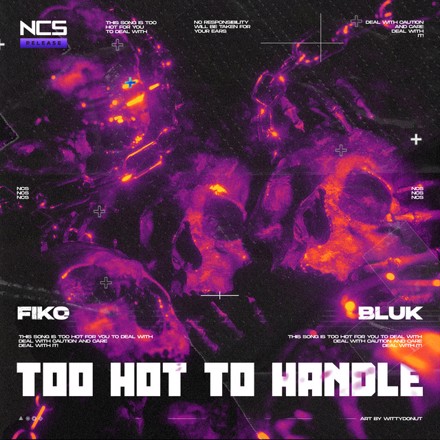 NCS
RELEASE
THIS SONG IS TOO
HOT FOR YOU
TO DEAL WITH
NO RESPONSIBILITY
WILL BE TAKEN FOR
YOUR EARS
DEAL WITH CAUTION
AND CARE
DEAL WITH
IT!
NCS
NCS
NCS
NCS
NCS
NCS
FIKO
BLUK
THIS SONG IS TOO HOT FOR YOU TO DEAL WITH
DEAL WITH CAUTION AND CARE
DEAL WITH IT!
THIS SONG IS TOO HOT FOR YOU TO DEAL WITH
DEAL WITH CAUTION AND CARE
DEAL WITH IT!
TOO HOT TO HANDLE
ART BY WITTYDONUT